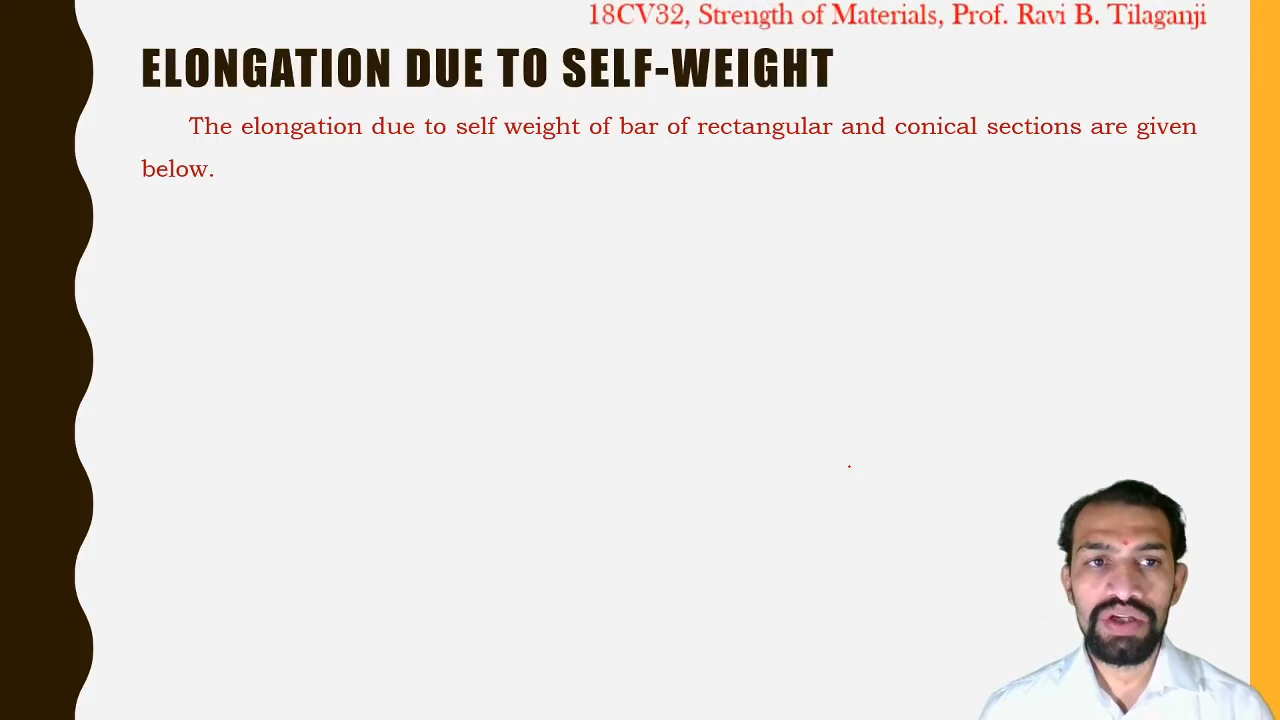 18CV32, Strength of Materials, Prof. Ravi B. Tilaganji
ELONGATION DUE TO SELF-WEIGHT
The elongation due to self weight of bar of rectangular and conical sections are given
below.